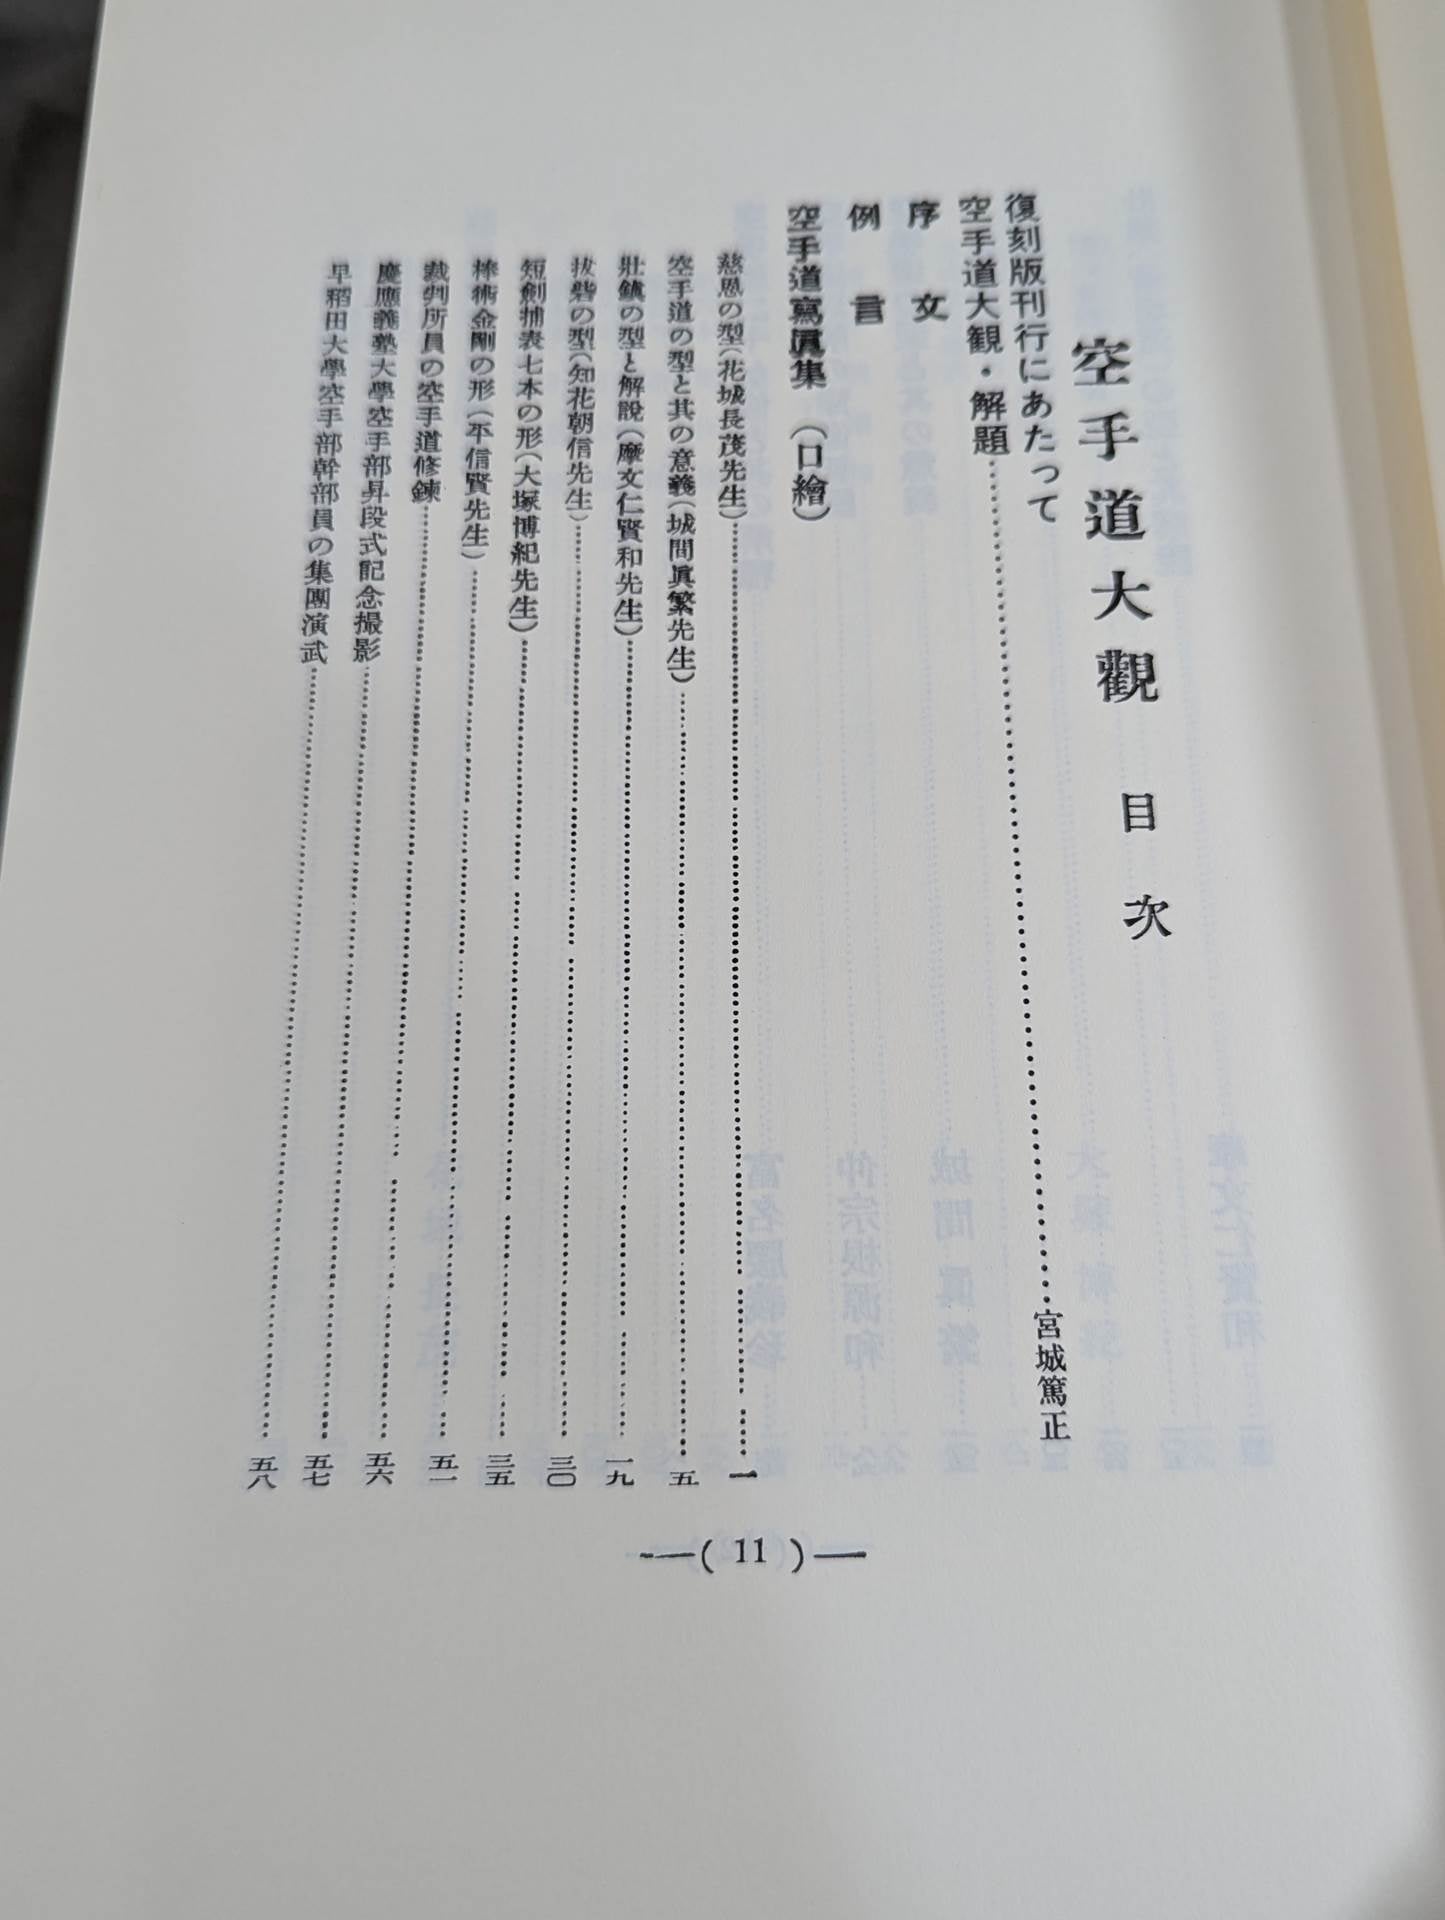 空手道大觀 目次
復刻版刊行にあたって
空手道大観・解題……宮城篤正
序文
例言
空手道寫眞集（口繪）
慈恩の型（花城長茂先生）……一
空手道の型と其の意義（城間眞繁先生）……五
壯鎭の型と解說（摩文仁賢和先生）……一九
拔砦の型（知花朝信先生）……三〇
短劍捕表七本の形（大塚博紀先生）……三五
棒術金剛の形（平信賢先生）……五一
裁判所員の空手道修鍊……五六
慶應義塾大學空手部昇段式記念撮影……五七
早稻田大學空手部幹部員の集團演武……五八
—( 11 )—